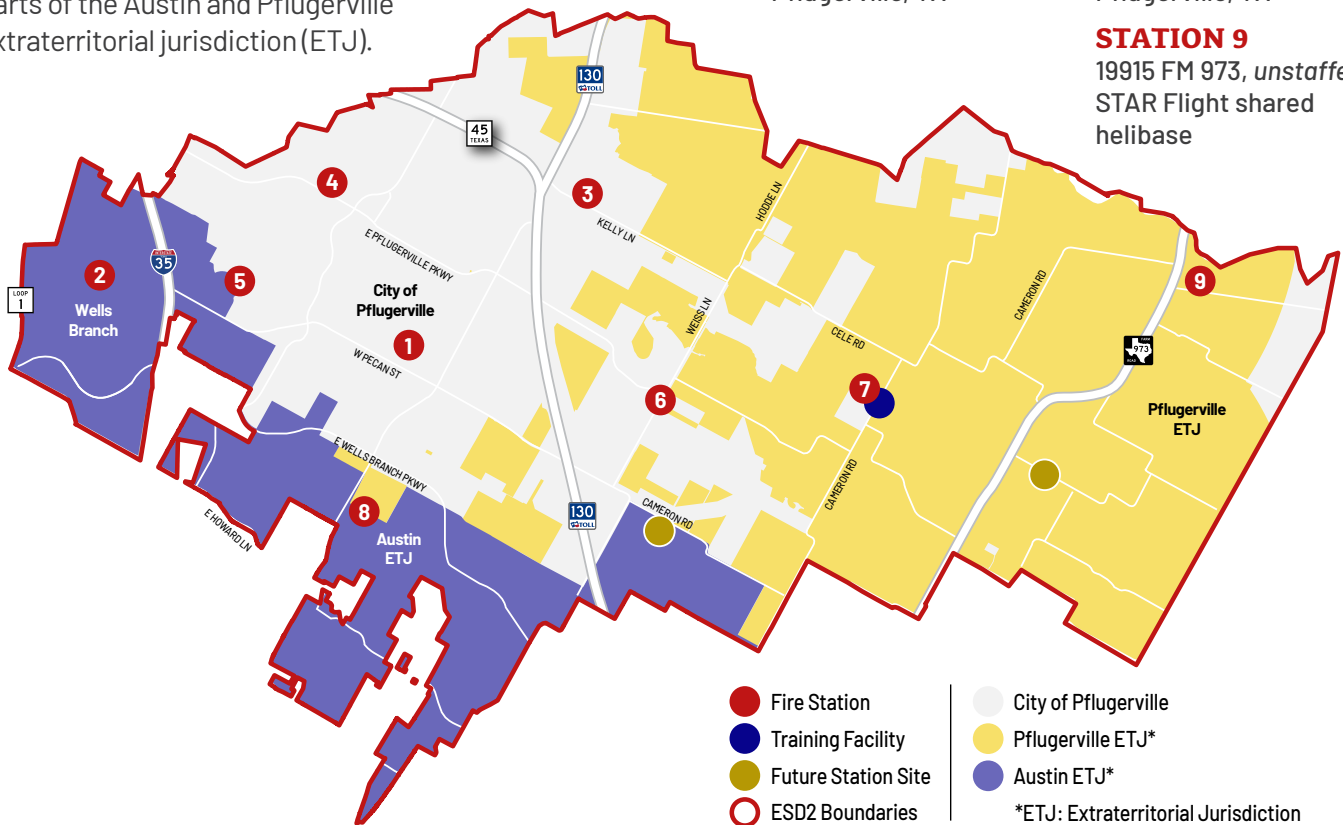 arts of the Austin and Pflugerville
xtraterritorial jurisdiction (ETJ).
STATION 9
19915 FM 973, unstaffe
STAR Flight shared
helibase
130
TOLL
45
TEXAS
4
3
HODDE LN
KELLY LN
E PFLUGERVILLE PKWY
INTERSTATE
35
2
5
9
LOOP
1
Wells
Branch
City of
Pflugerville
WEISS LN
CAMERON RD
CELE RD
1
W PECAN ST
FARM
973
ROAD
6
7
Pflugerville
ETJ
E WELLS BRANCH PKWY
CAMERON RD
CAMERON RD
130
TOLL
8
E HOWARD LN
Austin
ETJ
Fire Station
Training Facility
Future Station Site
ESD2 Boundaries
City of Pflugerville
Pflugerville ETJ*
Austin ETJ*
*ETJ: Extraterritorial Jurisdiction